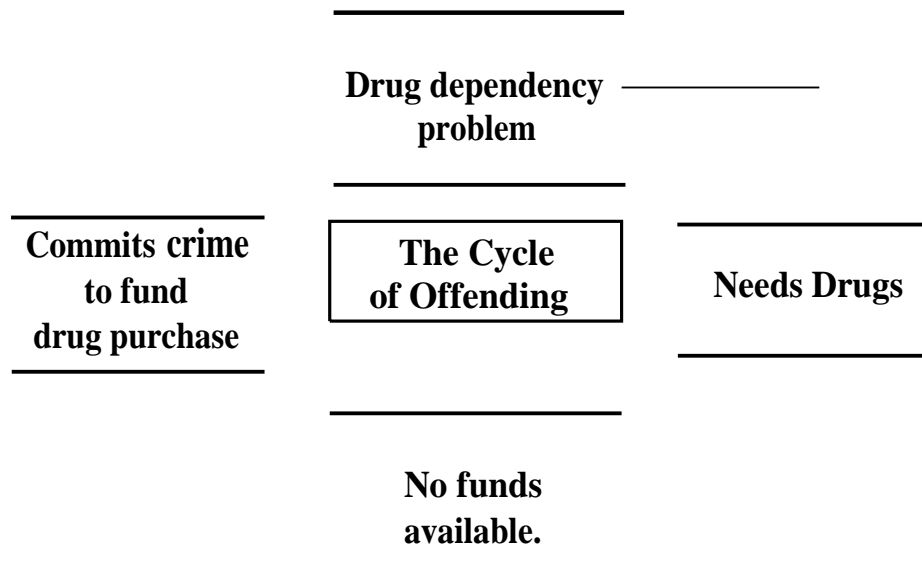 Drug dependency
problem
Commits crime
to fund
drug purchase
The Cycle
of Offending
Needs Drugs
No funds
available.